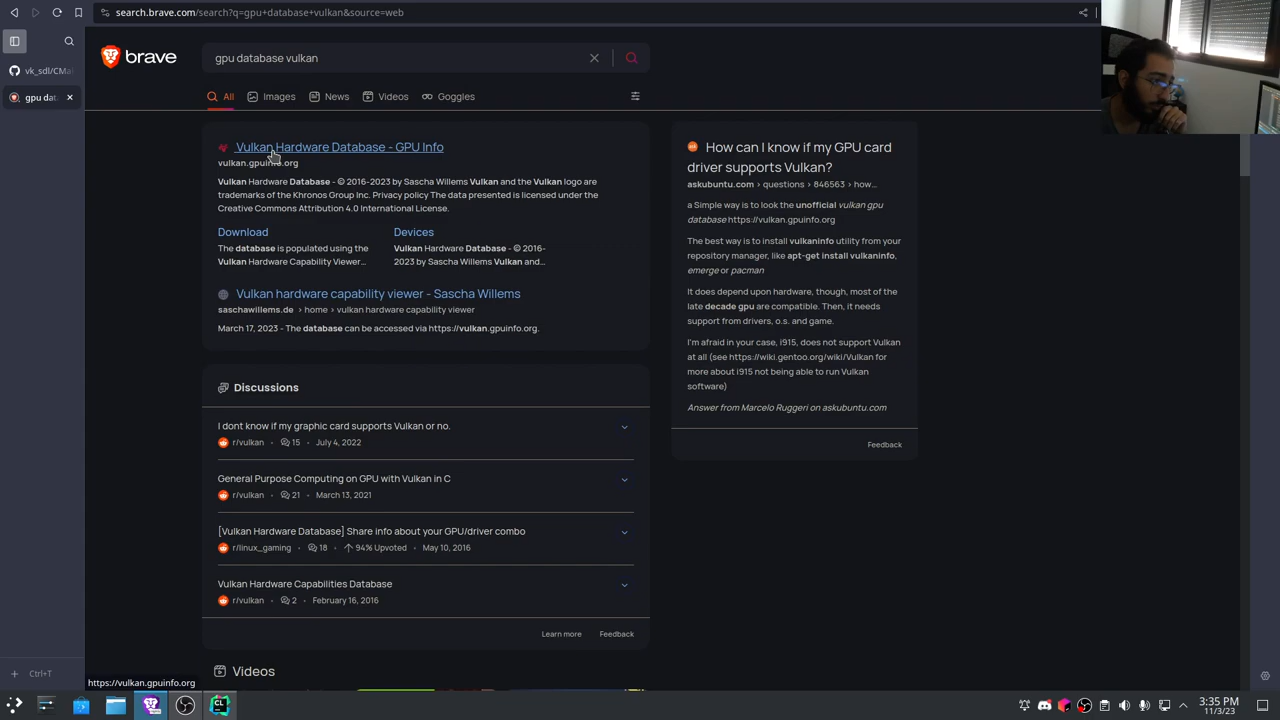 search.brave.com/search?q=gpu+database+vulkan&source=web
vk_sdl/CMa
gpu dat
brave
gpu database vulkan
All
Images
News
Videos
Goggles
Vulkan Hardware Database - GPU Info
vulkan.gpuinfo.org
Vulkan Hardware Database - © 2016-2023 by Sascha Willems Vulkan and the Vulkan logo are
trademarks of the Khronos Group Inc. Privacy policy The data presented is licensed under the
Creative Commons Attribution 4.0 International License.
Download
The database is populated using the
Vulkan Hardware Capability Viewer...
Devices
Vulkan Hardware Database - © 2016-
2023 by Sascha Willems Vulkan and...
Vulkan hardware capability viewer - Sascha Willems
saschawillems.de › home › vulkan hardware capability viewer
March 17, 2023 - The database can be accessed via https://vulkan.gpuinfo.org.
Discussions
I dont know if my graphic card supports Vulkan or no.
r/vulkan • 15 • July 4, 2022
General Purpose Computing on GPU with Vulkan in C
r/vulkan • 21 • March 13, 2021
[Vulkan Hardware Database] Share info about your GPU/driver combo
r/linux_gaming • 18 • 94% Upvoted • May 10, 2016
Vulkan Hardware Capabilities Database
r/vulkan • 2 • February 16, 2016
Learn more
Feedback
Videos
How can I know if my GPU card
driver supports Vulkan?
askubuntu.com › questions › 846563 › how...
a Simple way is to look the unofficial vulkan gpu
database https://vulkan.gpuinfo.org
The best way is to install vulkaninfo utility from your
repository manager, like apt-get install vulkaninfo,
emerge or pacman
It does depend upon hardware, though, most of the
late decade gpu are compatible. Then, it needs
support from drivers, o.s. and game.
I'm afraid in your case, i915, does not support Vulkan
at all (see https://wiki.gentoo.org/wiki/Vulkan for
more about i915 not being able to run Vulkan
software)
Answer from Marcelo Ruggeri on askubuntu.com
Feedback
Ctrl+T
https://vulkan.gpuinfo.org
CL
3:35 PM
11/3/23